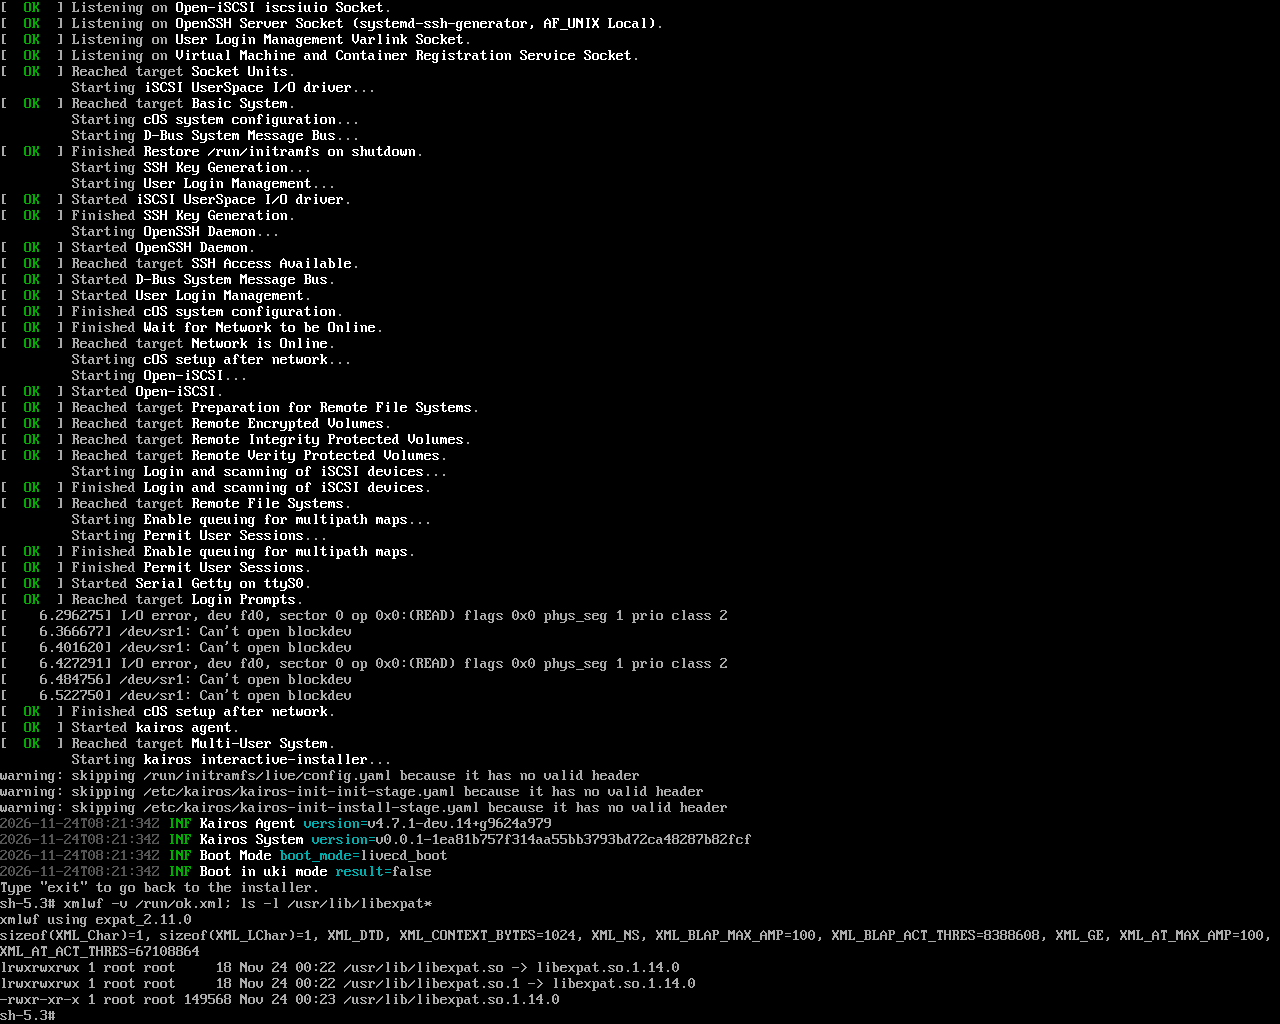 [  OK  ] Listening on Open-iSCSI iscsiuio Socket.
[  OK  ] Listening on OpenSSH Server Socket (systemd-ssh-generator, AF_UNIX Local).
[  OK  ] Listening on User Login Management Varlink Socket.
[  OK  ] Listening on Virtual Machine and Container Registration Service Socket.
[  OK  ] Reached target Socket Units.
         Starting iSCSI UserSpace I/O driver...
[  OK  ] Reached target Basic System.
         Starting cOS system configuration...
         Starting D-Bus System Message Bus...
[  OK  ] Finished Restore /run/initramfs on shutdown.
         Starting SSH Key Generation...
         Starting User Login Management...
[  OK  ] Started iSCSI UserSpace I/O driver.
[  OK  ] Finished SSH Key Generation.
         Starting OpenSSH Daemon...
[  OK  ] Started OpenSSH Daemon.
[  OK  ] Reached target SSH Access Available.
[  OK  ] Started D-Bus System Message Bus.
[  OK  ] Started User Login Management.
[  OK  ] Finished cOS system configuration.
[  OK  ] Finished Wait for Network to be Online.
[  OK  ] Reached target Network is Online.
         Starting cOS setup after network...
         Starting Open-iSCSI...
[  OK  ] Started Open-iSCSI.
[  OK  ] Reached target Preparation for Remote File Systems.
[  OK  ] Reached target Remote Encrypted Volumes.
[  OK  ] Reached target Remote Integrity Protected Volumes.
[  OK  ] Reached target Remote Verity Protected Volumes.
         Starting Login and scanning of iSCSI devices...
[  OK  ] Finished Login and scanning of iSCSI devices.
[  OK  ] Reached target Remote File Systems.
         Starting Enable queuing for multipath maps...
         Starting Permit User Sessions...
[  OK  ] Finished Enable queuing for multipath maps.
[  OK  ] Finished Permit User Sessions.
[  OK  ] Started Serial Getty on ttyS0.
[  OK  ] Reached target Login Prompts.
[    6.296275] I/O error, dev fd0, sector 0 op 0x0:(READ) flags 0x0 phys_seg 1 prio class 2
[    6.366677] /dev/sr1: Can't open blockdev
[    6.401620] /dev/sr1: Can't open blockdev
[    6.427291] I/O error, dev fd0, sector 0 op 0x0:(READ) flags 0x0 phys_seg 1 prio class 2
[    6.484756] /dev/sr1: Can't open blockdev
[    6.522750] /dev/sr1: Can't open blockdev
[  OK  ] Finished cOS setup after network.
[  OK  ] Started kairos agent.
[  OK  ] Reached target Multi-User System.
         Starting kairos interactive-installer...
warning: skipping /run/initramfs/live/config.yaml because it has no valid header
warning: skipping /etc/kairos/kairos-init-init-stage.yaml because it has no valid header
warning: skipping /etc/kairos/kairos-init-install-stage.yaml because it has no valid header
2026-11-24T08:21:34Z INF Kairos Agent version=v4.7.1-dev.14+g9624a979
2026-11-24T08:21:34Z INF Kairos System version=v0.0.1-1ea81b757f314aa55bb3793bd72ca48287b82fcf
2026-11-24T08:21:34Z INF Boot Mode boot_mode=livecd_boot
2026-11-24T08:21:34Z INF Boot in uki mode result=false
Type "exit" to go back to the installer.
sh-5.3# xmlwf -v /run/ok.xml; ls -l /usr/lib/libexpat*
xmlwf using expat_2.11.0
sizeof(XML_Char)=1, sizeof(XML_LChar)=1, XML_DTD, XML_CONTEXT_BYTES=1024, XML_NS, XML_BLAP_MAX_AMP=100, XML_BLAP_ACT_THRES=8388608, XML_GE, XML_AT_MAX_AMP=100,
XML_AT_ACT_THRES=67108864
lrwxrwxrwx 1 root root     18 Nov 24 00:22 /usr/lib/libexpat.so -> libexpat.so.1.14.0
lrwxrwxrwx 1 root root     18 Nov 24 00:22 /usr/lib/libexpat.so.1 -> libexpat.so.1.14.0
-rwxr-xr-x 1 root root 149568 Nov 24 00:23 /usr/lib/libexpat.so.1.14.0
sh-5.3#